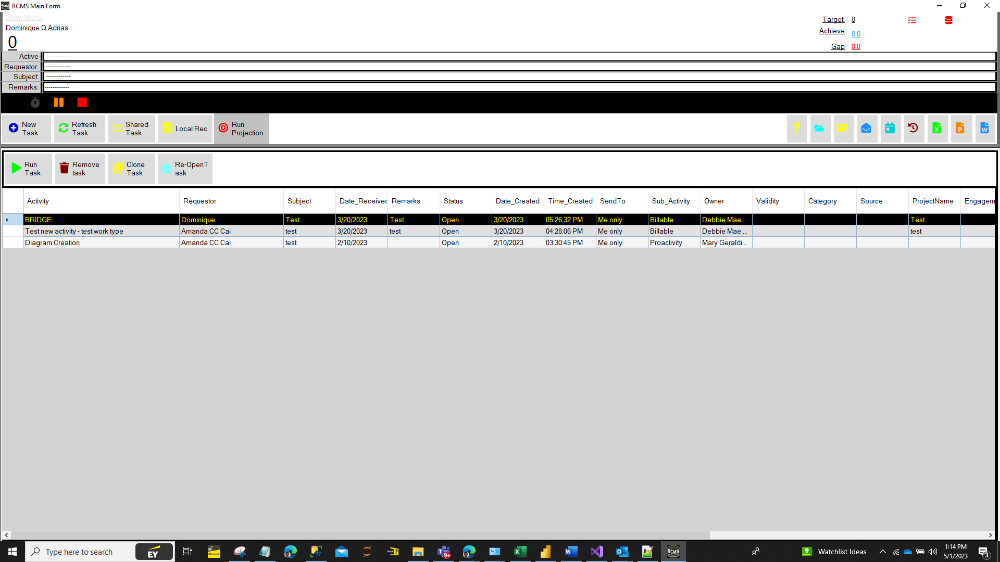 RCMS Main Form
Show Menu
Dominique Q Adrias
0
Target: 8
Achieve 0.0
Gap 0.0
Active ------------
Requestor: ------------
Subject: ------------
Remarks: ------------
New Task
Refresh Task
Shared Task
Local Rec
Run Projection
Run Task
Remove task
Clone Task
Re-OpenT ask
Activity Requestor Subject Date_Received Remarks Status Date_Created Time_Created SendTo Sub_Activity Owner Validity Category Source ProjectName Engagem
BRIDGE Dominique Test 3/20/2023 Test Open 3/20/2023 05:26:32 PM Me only Billable Debbie Mae ... Test
Test new activity - test work type Amanda CC Cai test 3/20/2023 test Open 3/20/2023 04:28:06 PM Me only Billable Debbie Mae ... test
Diagram Creation Amanda CC Cai test 2/10/2023 Open 2/10/2023 03:30:45 PM Me only Proactivity Mary Geraldi...
Type here to search
EY
Watchlist Ideas
1:14 PM
5/1/2023
3